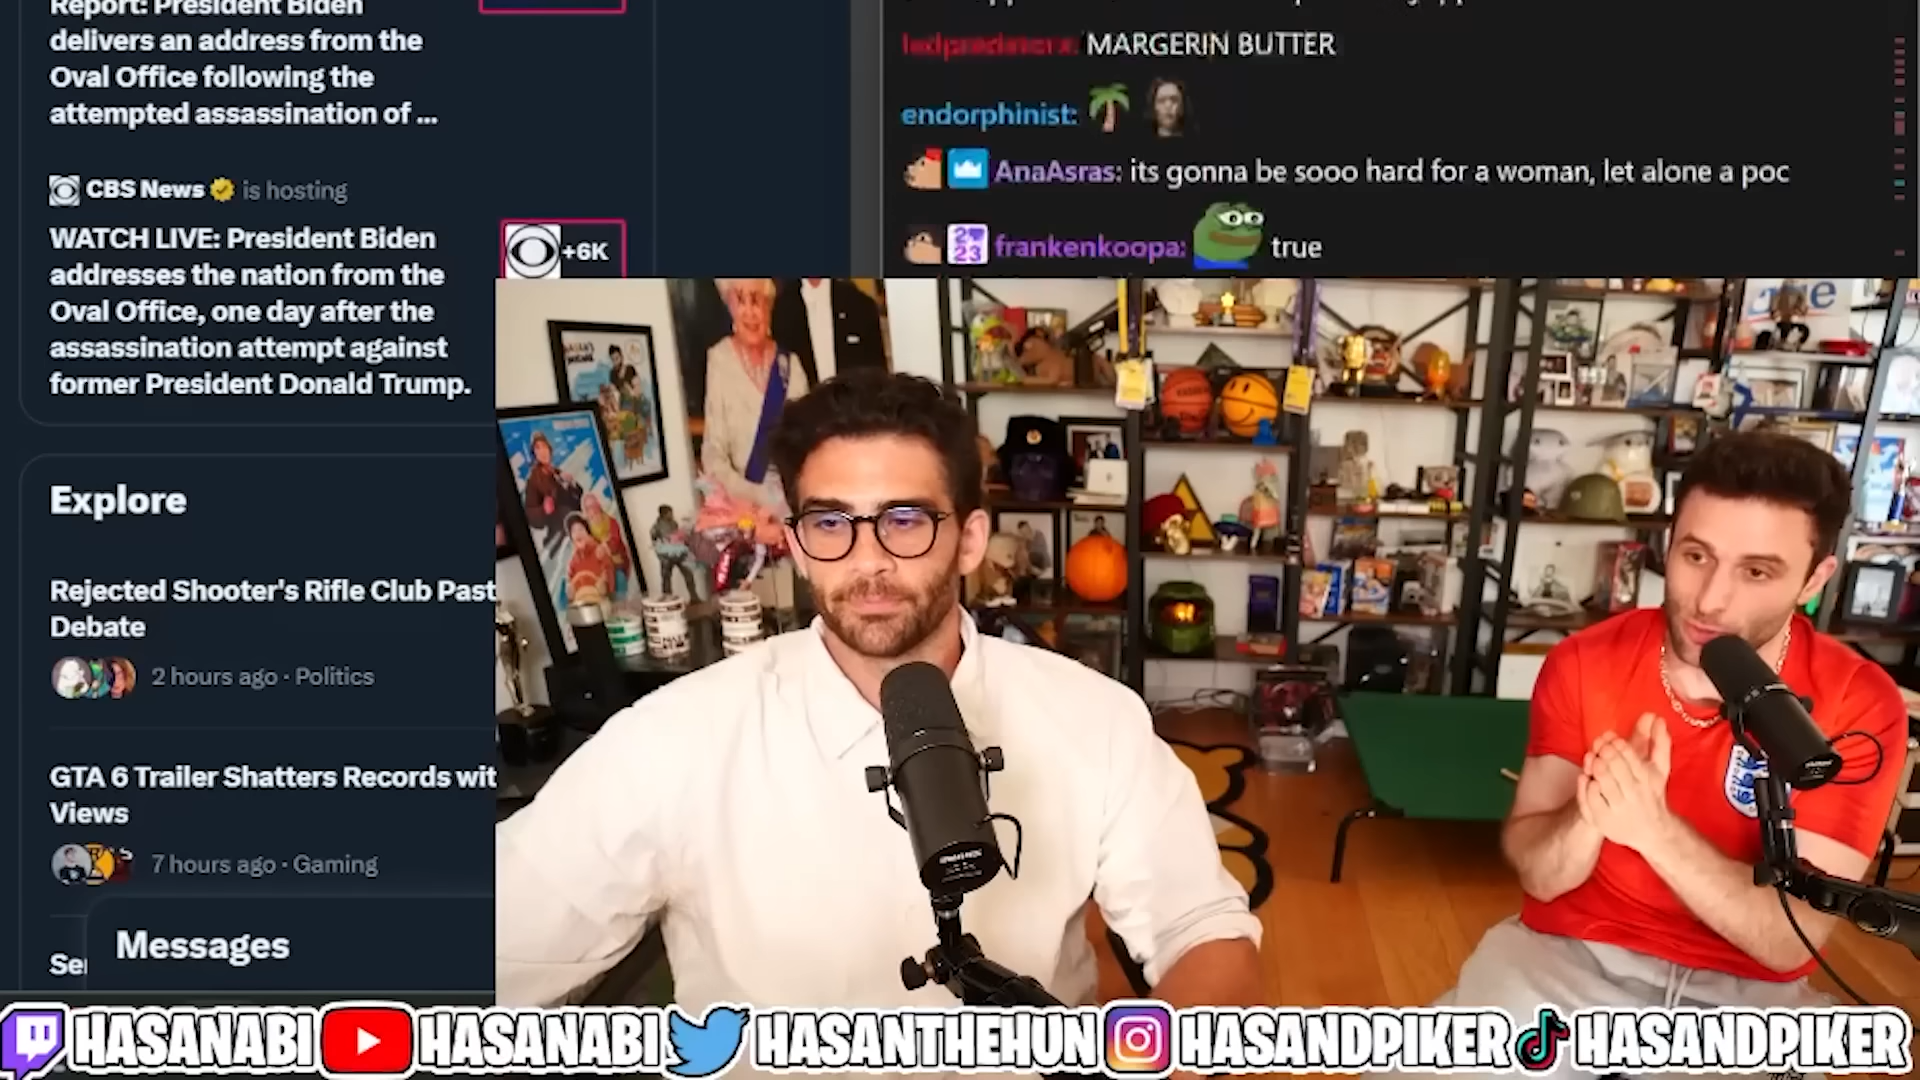 Report: President Biden
delivers an address from the
Oval Office following the
attempted assassination of ...
CBS News is hosting
WATCH LIVE: President Biden
addresses the nation from the
Oval Office, one day after the
assassination attempt against
former President Donald Trump.
+6K
Explore
Rejected Shooter's Rifle Club Past
Debate
2 hours ago · Politics
GTA 6 Trailer Shatters Records wit
Views
7 hours ago · Gaming
Messages
MARGERIN BUTTER
endorphinist:
AnaAsras: its gonna be sooo hard for a woman, let alone a poc
frankenkoopa: true
HASANABI HASANABI HASANTHEHUN HASANDPIKER HASANDPIKER